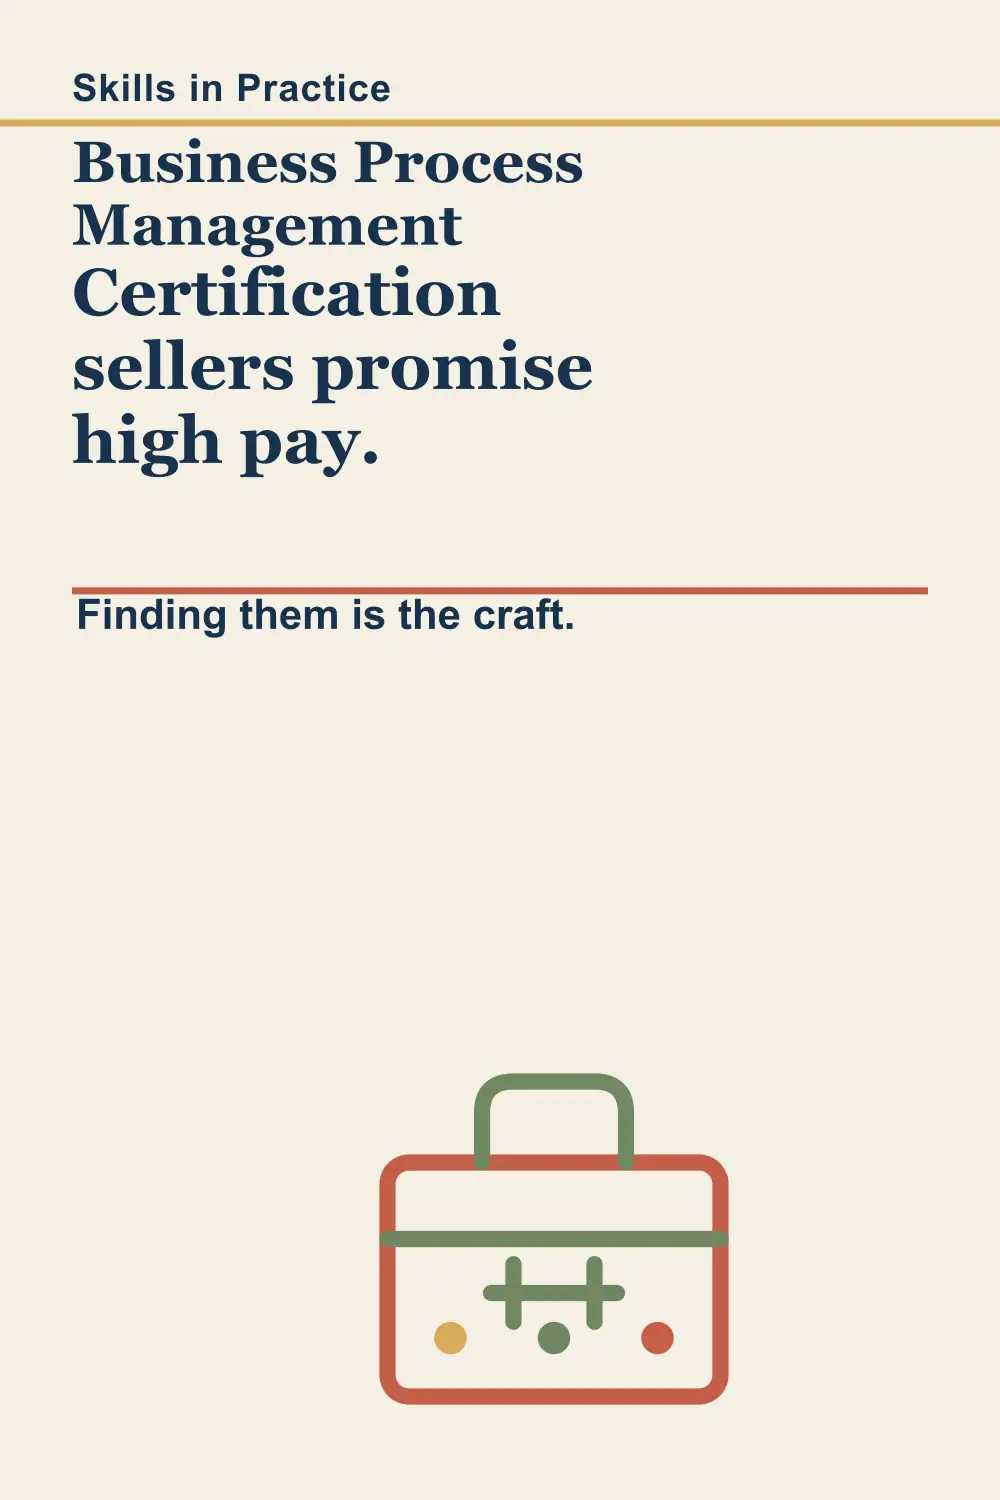 Skills in Practice
Business Process
Management
Certification
sellers promise
high pay.
Finding them is the craft.